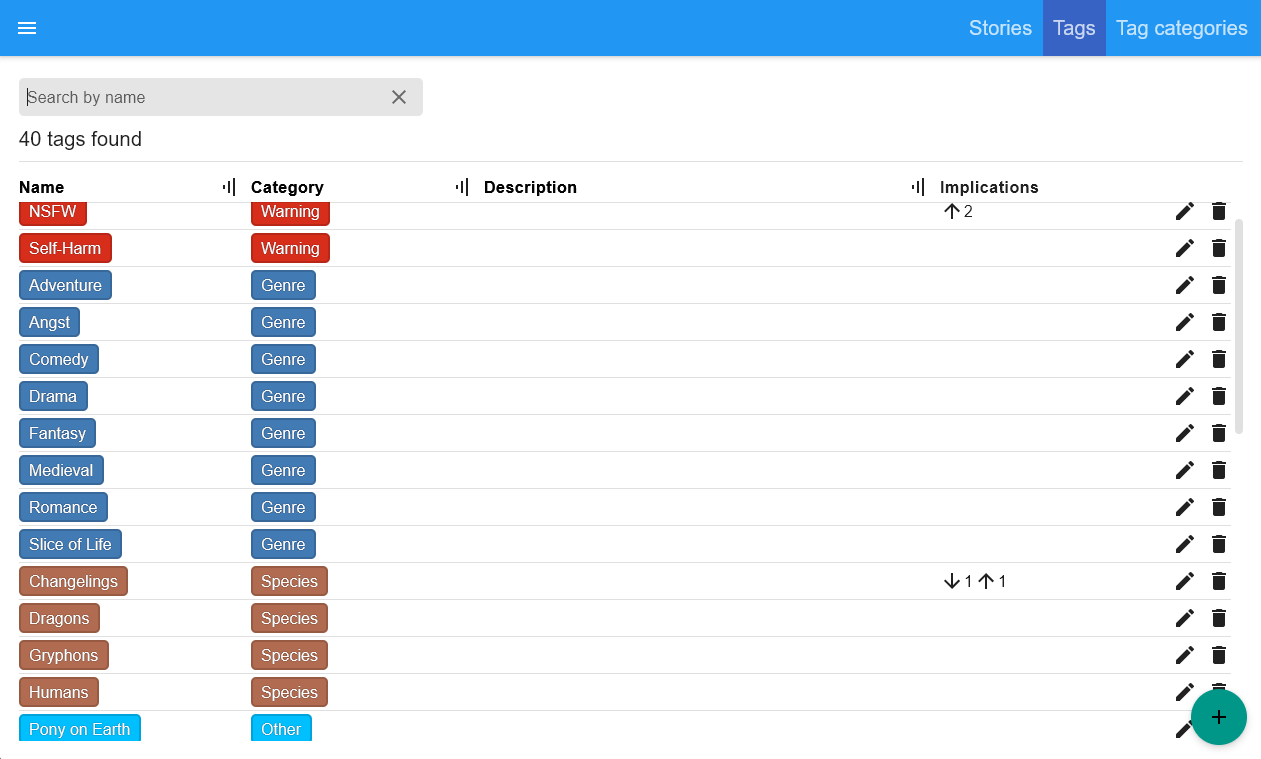 Stories Tags Tag categories
Search by name
40 tags found
Name Category Description Implications
NSFW Warning 2
Self-Harm Warning
Adventure Genre
Angst Genre
Comedy Genre
Drama Genre
Fantasy Genre
Medieval Genre
Romance Genre
Slice of Life Genre
Changelings Species 1 1
Dragons Species
Gryphons Species
Humans Species
Pony on Earth Other